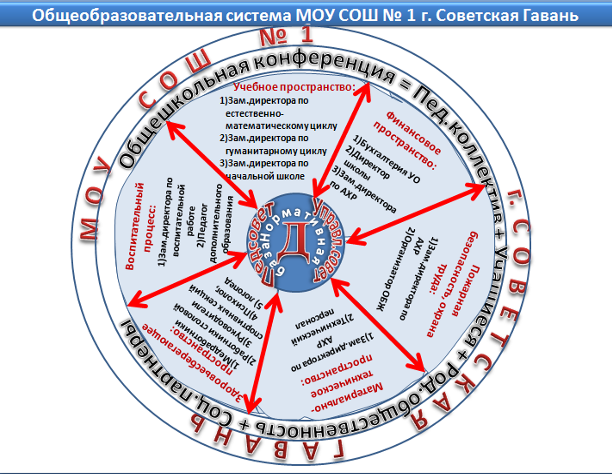 Общеобразовательная система МОУ СОШ № 1 г. Советская Гавань
МОУ СОШ № 1 г. СОВЕТСКАЯ ГАВАНЬ
Общешкольная конференция = Пед.коллектив + Учащиеся + Род. общественность + Соц. партнеры
Учебное пространство:
1)Зам.директора по
естественно-
математическому циклу
2)Зам.директора по
гуманитарному циклу
3)Зам.директора по
начальной школе
Финансовое
пространство:
1)Бухгалтерия УО
2)Директор
школы
3)Зам.директора
по АХР
Пожарная
безопасность, охрана
труда:
1)Зам.директора по
АХР
2)Организатор ОБЖ
Материально-
техническое
пространство:
1)Зам.директора по
АХР
2)Технический
персонал
Здоровьесберегающее
пространство:
1)Медработники
2)работники столовой
3)руководители
спортивных секций
4)Психолог,
5) логопед
Воспитательный
процесс:
1)Зам.директора по
воспитательной
работе
2)Педагог
дополнительного
образования
Педсовет
Управл.совет
нормативная
база
Д